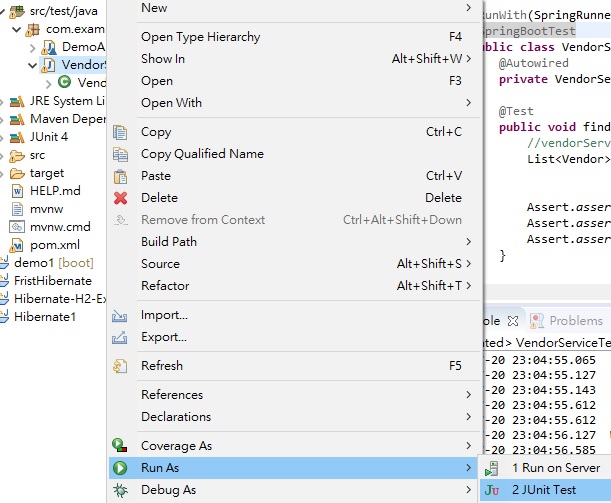 src/test/java
com.exam
DemoA
VendorS
Vend
JRE System Li
Maven Depen
JUnit 4
src
target
HELP.md
mvnw
mvnw.cmd
pom.xml
demo1 [boot]
FristHibernate
Hibernate-H2-Ex
Hibernate1
New
Open Type Hierarchy F4
Show In Alt+Shift+W
Open F3
Open With
Copy Ctrl+C
Copy Qualified Name
Paste Ctrl+V
Delete Delete
Remove from Context Ctrl+Alt+Shift+Down
Build Path
Source Alt+Shift+S
Refactor Alt+Shift+T
Import...
Export...
Refresh F5
References
Declarations
Coverage As
Run As
Debug As
1 Run on Server
Ju 2 JUnit Test
RunWith(SpringRunne
SpringBootTest
public class VendorS
@Autowired
private VendorSe
@Test
public void find
//vendorServ
List<Vendor>
Assert.asser
Assert.asser
Assert.asser
}
ole Problems
ated> VendorServiceTe
-20 23:04:55.065
-20 23:04:55.127
-20 23:04:55.143
-20 23:04:55.612
-20 23:04:55.612
-20 23:04:56.127
-20 23:04:56.585